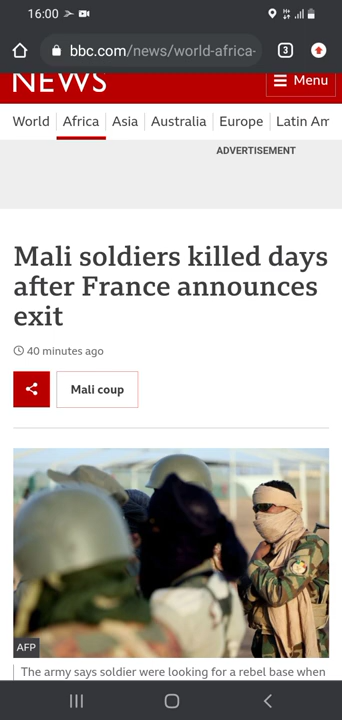 16:00
bbc.com/news/world-africa-
3
NEWS
Menu
World Africa Asia Australia Europe Latin Am
ADVERTISEMENT
Mali soldiers killed days
after France announces
exit
40 minutes ago
Mali coup
AFP
The army says soldier were looking for a rebel base when